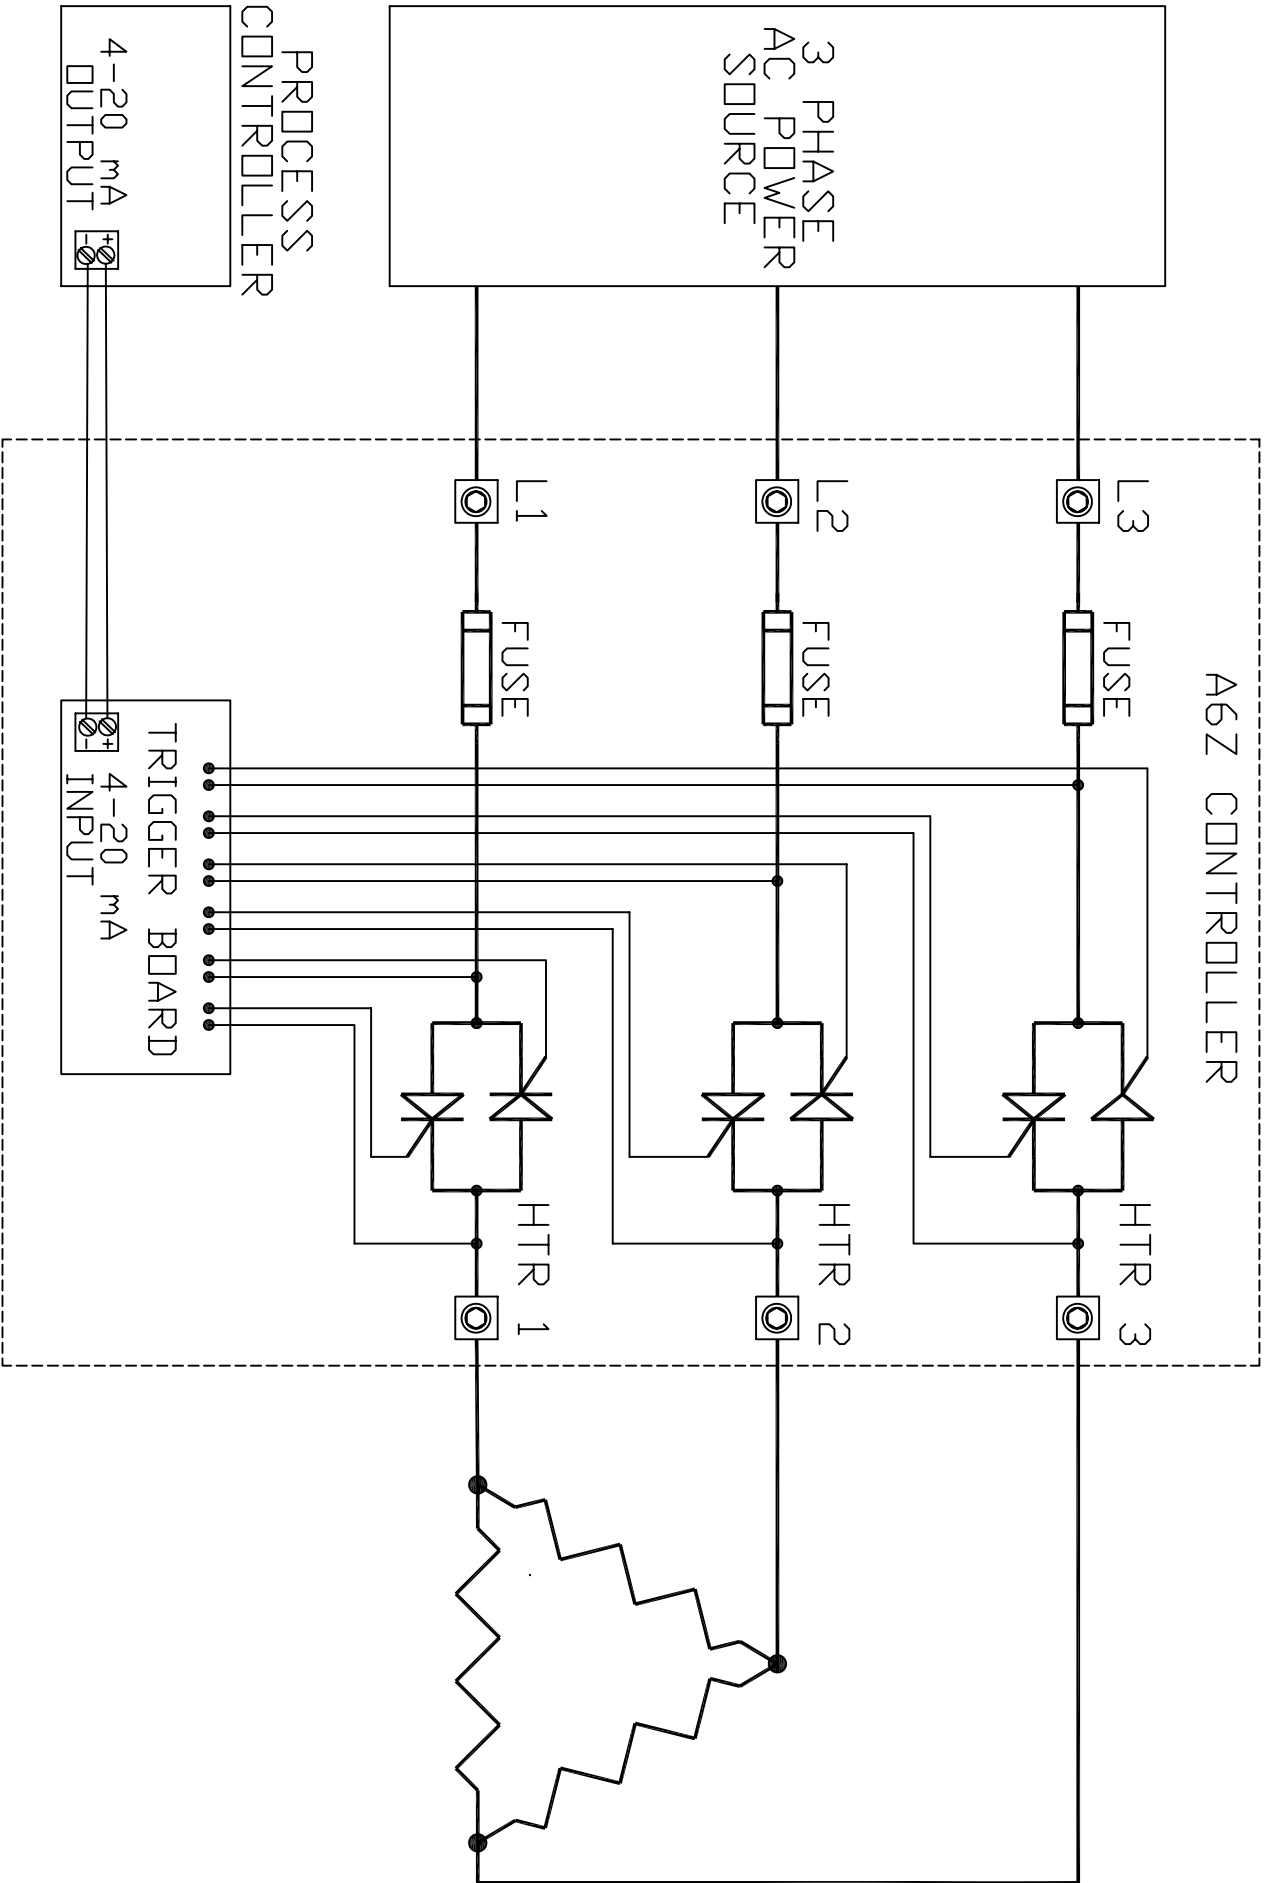 A6Z CONTROLLER
3 PHASE
AC POWER
SOURCE
L3
FUSE
HTR 3
L2
FUSE
HTR 2
L1
FUSE
HTR 1
PROCESS
CONTROLLER
4-20 mA
OUTPUT
+
-
TRIGGER BOARD
4-20 mA
INPUT
+
-